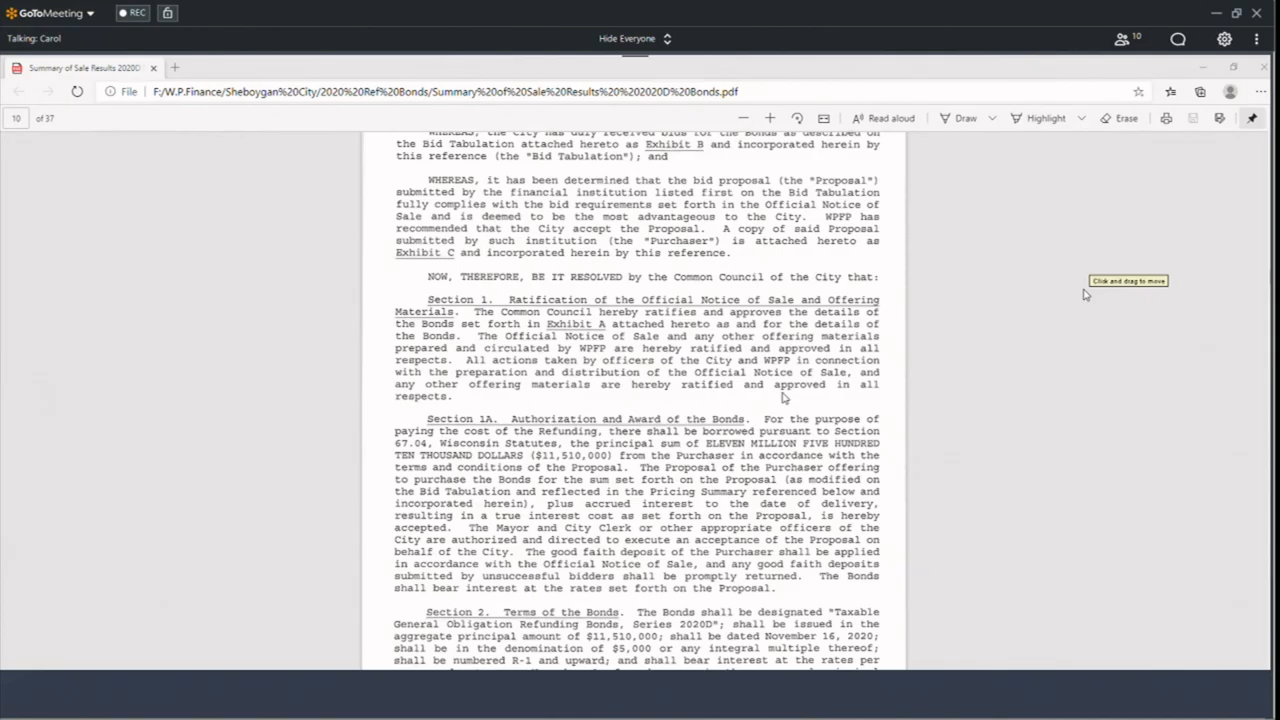 GoToMeeting
REC
Talking: Carol
Hide Everyone
10
Summary of Sale Results 2020D
File
F:/W.P.Finance/Sheboygan%20City/2020%20Ref%20Bonds/Summary%20of%20Sale%20Results%20%202020D%20Bonds.pdf
10 of 37
Read aloud
Draw
Highlight
Erase
WHEREAS, the City has duly received bids for the Bonds as described on
the Bid Tabulation attached hereto as Exhibit B and incorporated herein by
this reference (the "Bid Tabulation"); and
WHEREAS, it has been determined that the bid proposal (the "Proposal")
submitted by the financial institution listed first on the Bid Tabulation
fully complies with the bid requirements set forth in the Official Notice of
Sale and is deemed to be the most advantageous to the City. WPFP has
recommended that the City accept the Proposal. A copy of said Proposal
submitted by such institution (the "Purchaser") is attached hereto as
Exhibit C and incorporated herein by this reference.
NOW, THEREFORE, BE IT RESOLVED by the Common Council of the City that:
Click and drag to move
Section 1. Ratification of the Official Notice of Sale and Offering
Materials. The Common Council hereby ratifies and approves the details of
the Bonds set forth in Exhibit A attached hereto as and for the details of
the Bonds. The Official Notice of Sale and any other offering materials
prepared and circulated by WPFP are hereby ratified and approved in all
respects. All actions taken by officers of the City and WPFP in connection
with the preparation and distribution of the Official Notice of Sale, and
any other offering materials are hereby ratified and approved in all
respects.
Section 1A. Authorization and Award of the Bonds. For the purpose of
paying the cost of the Refunding, there shall be borrowed pursuant to Section
67.04, Wisconsin Statutes, the principal sum of ELEVEN MILLION FIVE HUNDRED
TEN THOUSAND DOLLARS ($11,510,000) from the Purchaser in accordance with the
terms and conditions of the Proposal. The Proposal of the Purchaser offering
to purchase the Bonds for the sum set forth on the Proposal (as modified on
the Bid Tabulation and reflected in the Pricing Summary referenced below and
incorporated herein), plus accrued interest to the date of delivery,
resulting in a true interest cost as set forth on the Proposal, is hereby
accepted. The Mayor and City Clerk or other appropriate officers of the
City are authorized and directed to execute an acceptance of the Proposal on
behalf of the City. The good faith deposit of the Purchaser shall be applied
in accordance with the Official Notice of Sale, and any good faith deposits
submitted by unsuccessful bidders shall be promptly returned. The Bonds
shall bear interest at the rates set forth on the Proposal.
Section 2. Terms of the Bonds. The Bonds shall be designated "Taxable
General Obligation Refunding Bonds, Series 2020D"; shall be issued in the
aggregate principal amount of $11,510,000; shall be dated November 16, 2020;
shall be in the denomination of $5,000 or any integral multiple thereof;
shall be numbered R-1 and upward; and shall bear interest at the rates per